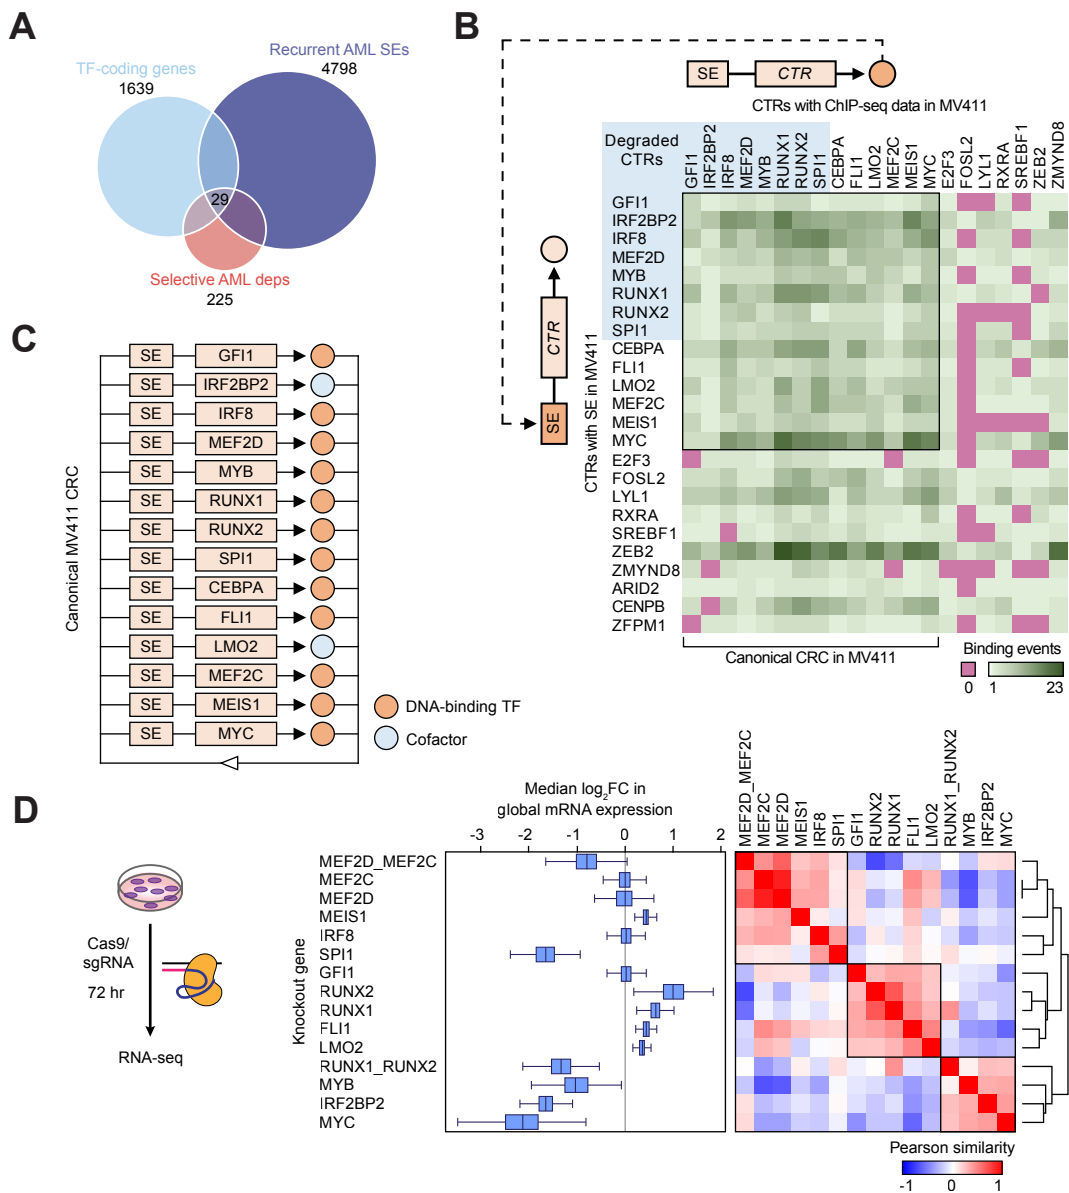 A
TF-coding genes
1639
Recurrent AML SEs
4798
29
Selective AML deps
225
B
SE
CTR
CTRs with ChIP-seq data in MV411
Degraded
CTRs
GFI1
IRF2BP2
IRF8
MEF2D
MYB
RUNX1
RUNX2
SPI1
CEBPA
FLI1
LMO2
MEF2C
MEIS1
MYC
E2F3
FOSL2
LYL1
RXRA
SREBF1
ZEB2
ZMYND8
CTR
SE
CTRs with SE in MV411
GFI1
IRF2BP2
IRF8
MEF2D
MYB
RUNX1
RUNX2
SPI1
CEBPA
FLI1
LMO2
MEF2C
MEIS1
MYC
E2F3
FOSL2
LYL1
RXRA
SREBF1
ZEB2
ZMYND8
ARID2
CENPB
ZFPM1
Canonical CRC in MV411
Binding events
0 1 23
C
Canonical MV411 CRC
SE GFI1
SE IRF2BP2
SE IRF8
SE MEF2D
SE MYB
SE RUNX1
SE RUNX2
SE SPI1
SE CEBPA
SE FLI1
SE LMO2
SE MEF2C
SE MEIS1
SE MYC
DNA-binding TF
Cofactor
D
Cas9/
sgRNA
72 hr
RNA-seq
Median log₂FC in
global mRNA expression
-3 -2 -1 0 1 2
Knockout gene
MEF2D_MEF2C
MEF2C
MEF2D
MEIS1
IRF8
SPI1
GFI1
RUNX2
RUNX1
FLI1
LMO2
RUNX1_RUNX2
MYB
IRF2BP2
MYC
MEF2D_MEF2C
MEF2C
MEF2D
MEIS1
IRF8
SPI1
GFI1
RUNX2
RUNX1
FLI1
LMO2
RUNX1_RUNX2
MYB
IRF2BP2
MYC
Pearson similarity
-1 0 1